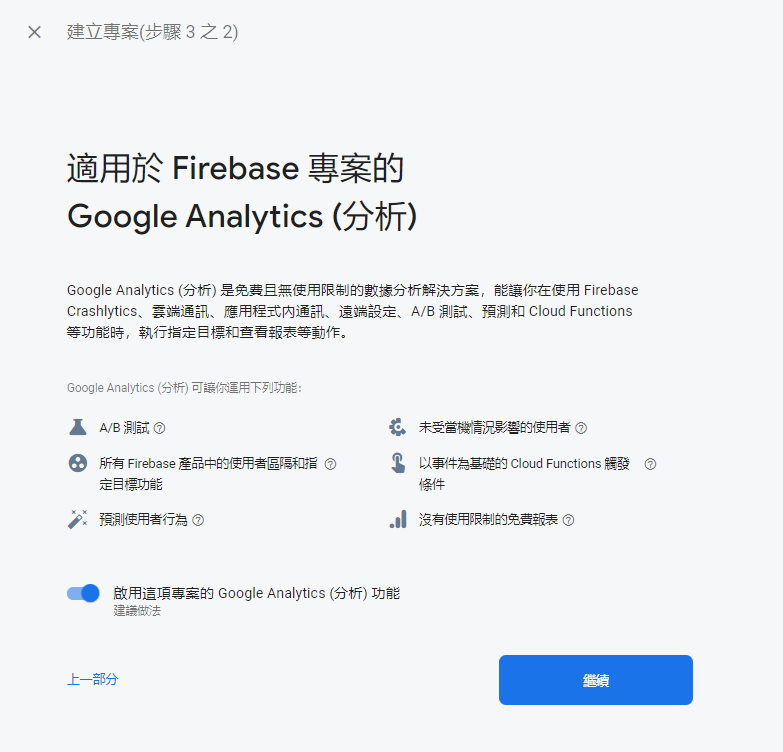 建立專案(步驟 3 之 2)
適用於 Firebase 專案的
Google Analytics (分析)
Google Analytics (分析) 是免費且無使用限制的數據分析解決方案，能讓你在使用 Firebase
Crashlytics、雲端通訊、應用程式內通訊、遠端設定、A/B 測試、預測和 Cloud Functions
等功能時，執行指定目標和查看報表等動作。
Google Analytics (分析) 可讓你運用下列功能：
A/B 測試
未受當機情況影響的使用者
所有 Firebase 產品中的使用者區隔和指
定目標功能
以事件為基礎的 Cloud Functions 觸發
條件
預測使用者行為
沒有使用限制的免費報表
啟用這項專案的 Google Analytics (分析) 功能
建議做法
上一部分
繼續